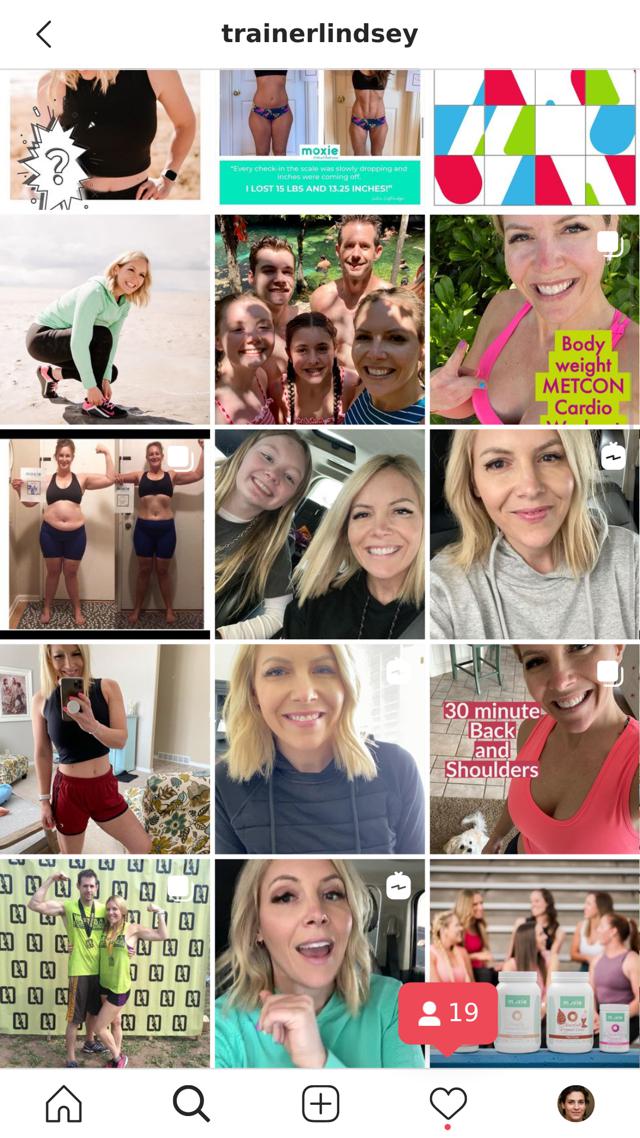 trainerlindsey
?
moxie
"Every check-in the scale was slowly dropping and
inches were coming off.
I LOST 15 LBS AND 13.25 INCHES!"
Body
weight
METCON
Cardio
30 minute
Back
and
Shoulders
19